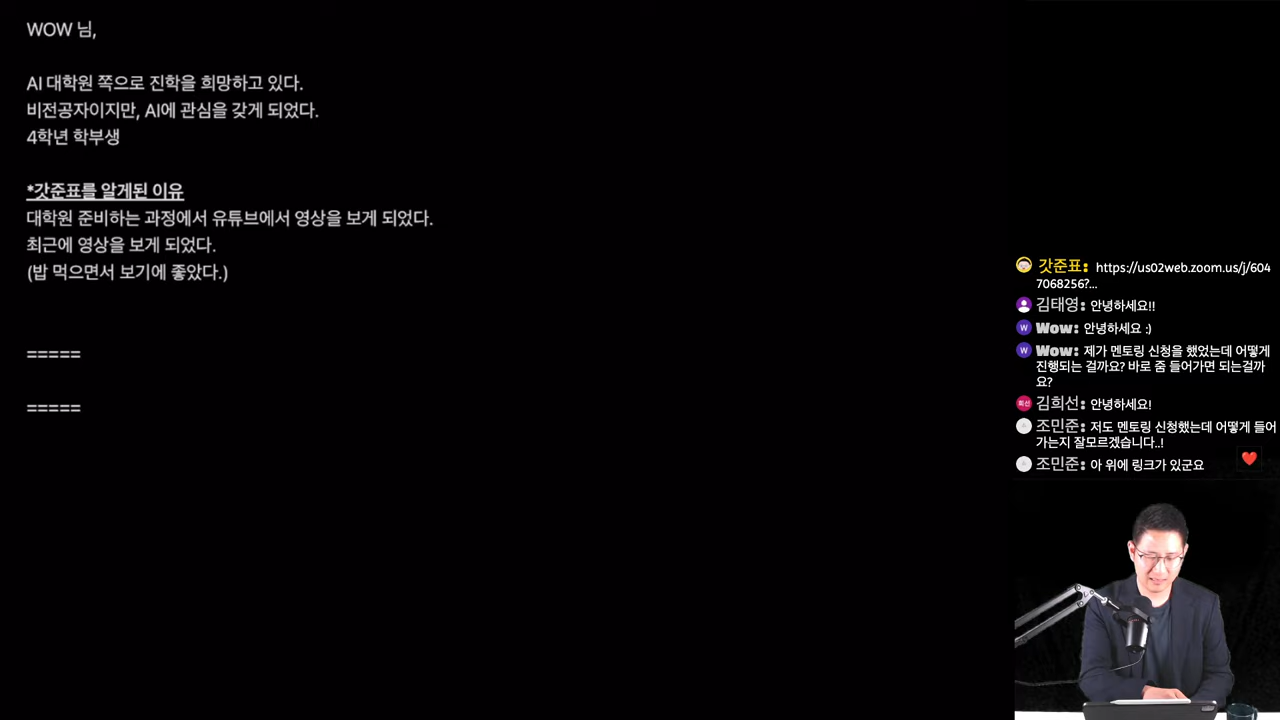 WOW 님,
AI 대학원 쪽으로 진학을 희망하고 있다.
비전공자이지만, AI에 관심을 갖게 되었다.
4학년 학부생
*갓준표를 알게된 이유
대학원 준비하는 과정에서 유튜브에서 영상을 보게 되었다.
최근에 영상을 보게 되었다.
(밥 먹으면서 보기에 좋았다.)
=====
=====
갓준표: https://us02web.zoom.us/j/604
7068256?...
김태영: 안녕하세요!!
W Wow: 안녕하세요 :)
W Wow: 제가 멘토링 신청을 했었는데 어떻게
진행되는 걸까요? 바로 줌 들어가면 되는걸까
요?
희선 김희선: 안녕하세요!
조민준: 저도 멘토링 신청했는데 어떻게 들어
가는지 잘모르겠습니다..!
조민준: 아 위에 링크가 있군요